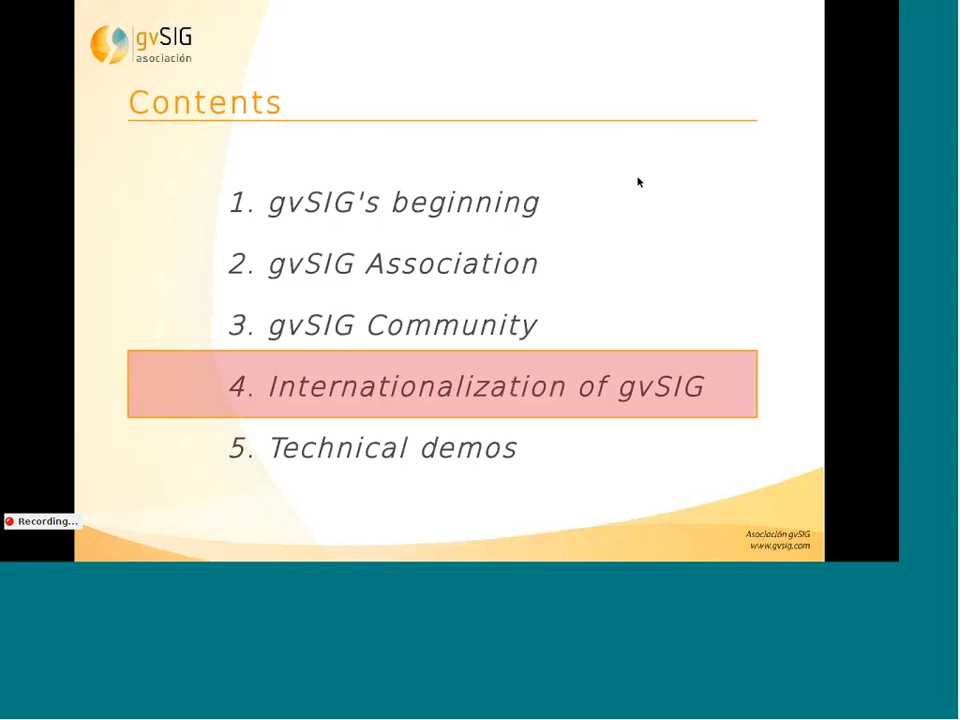 gvSIG
asociación
Contents
1. gvSIG's beginning
2. gvSIG Association
3. gvSIG Community
4. Internationalization of gvSIG
5. Technical demos
Recording...
Asociación gvSIG
www.gvsig.com